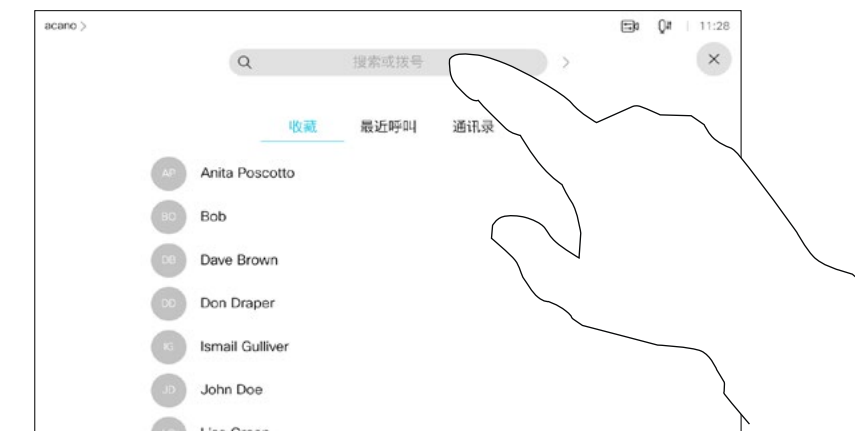 acano >
11:28
搜索或拨号
收藏 最近呼叫 通讯录
AP Anita Poscotto
BO Bob
DB Dave Brown
DD Don Draper
IG Ismail Gulliver
JD John Doe